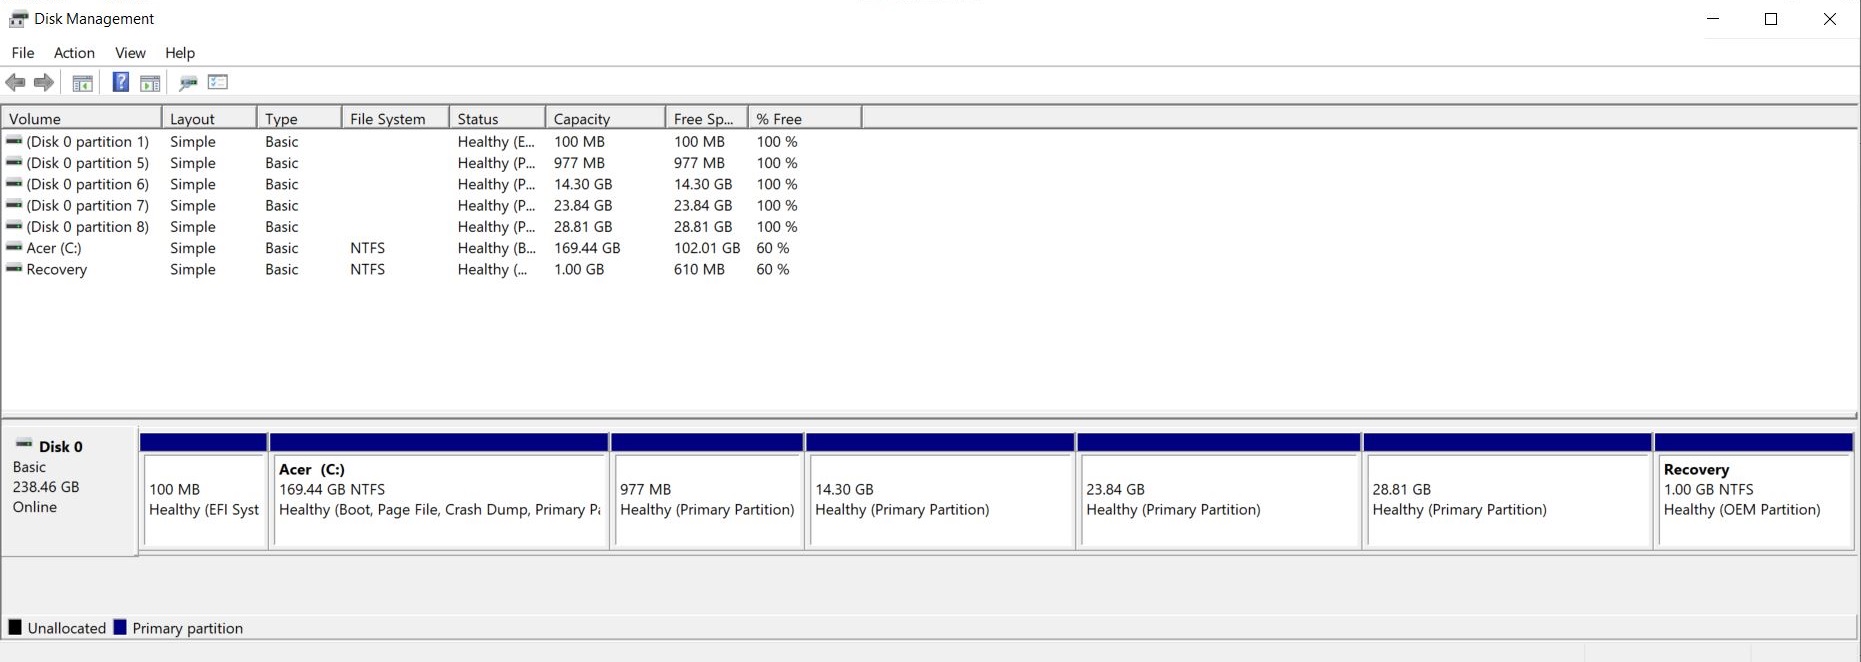 Disk Management
File Action View Help
Volume Layout Type File System Status Capacity Free Sp... % Free
(Disk 0 partition 1) Simple Basic Healthy (E... 100 MB 100 MB 100 %
(Disk 0 partition 5) Simple Basic Healthy (P... 977 MB 977 MB 100 %
(Disk 0 partition 6) Simple Basic Healthy (P... 14.30 GB 14.30 GB 100 %
(Disk 0 partition 7) Simple Basic Healthy (P... 23.84 GB 23.84 GB 100 %
(Disk 0 partition 8) Simple Basic Healthy (P... 28.81 GB 28.81 GB 100 %
Acer (C:) Simple Basic NTFS Healthy (B... 169.44 GB 102.01 GB 60 %
Recovery Simple Basic NTFS Healthy (... 1.00 GB 610 MB 60 %
Disk 0
Basic
238.46 GB
Online
100 MB
Healthy (EFI Syst
Acer (C:)
169.44 GB NTFS
Healthy (Boot, Page File, Crash Dump, Primary Pa
977 MB
Healthy (Primary Partition)
14.30 GB
Healthy (Primary Partition)
23.84 GB
Healthy (Primary Partition)
28.81 GB
Healthy (Primary Partition)
Recovery
1.00 GB NTFS
Healthy (OEM Partition)
Unallocated Primary partition